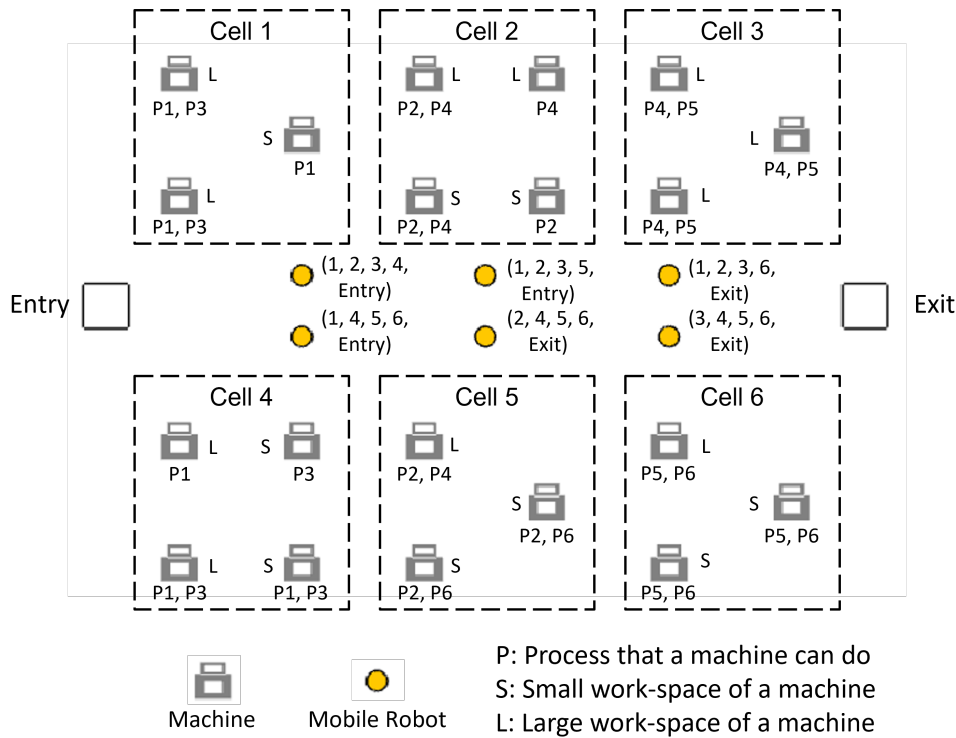 Cell 1
L
P1, P3
S
P1
L
P1, P3
Cell 2
L
P2, P4
L
P4
S
P2, P4
S
P2
Cell 3
L
P4, P5
L
P4, P5
L
P4, P5
Entry
(1, 2, 3, 4,
Entry)
(1, 2, 3, 5,
Entry)
(1, 2, 3, 6,
Exit)
(1, 4, 5, 6,
Entry)
(2, 4, 5, 6,
Exit)
(3, 4, 5, 6,
Exit)
Exit
Cell 4
L
P1
S
P3
L
P1, P3
S
P1, P3
Cell 5
L
P2, P4
S
P2, P6
S
P2, P6
Cell 6
L
P5, P6
S
P5, P6
S
P5, P6
Machine
Mobile Robot
P: Process that a machine can do
S: Small work-space of a machine
L: Large work-space of a machine